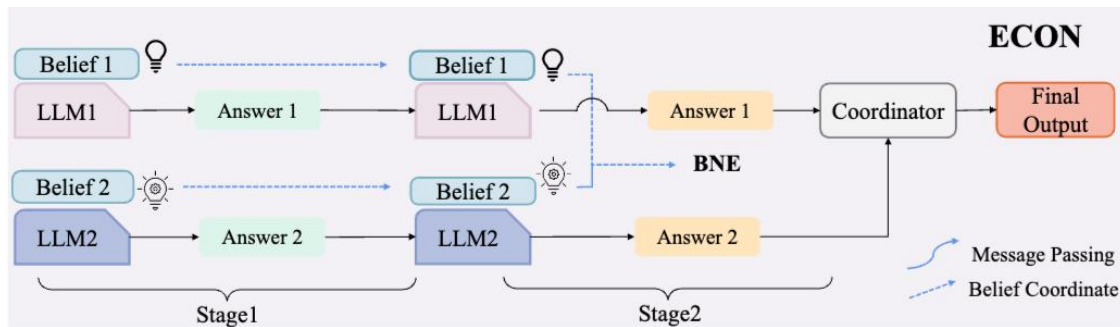 ECON
Belief 1
Belief 1
LLM1
Answer 1
LLM1
Answer 1
Coordinator
Final
Output
BNE
Belief 2
Belief 2
LLM2
Answer 2
LLM2
Answer 2
Message Passing
Belief Coordinate
Stage1
Stage2